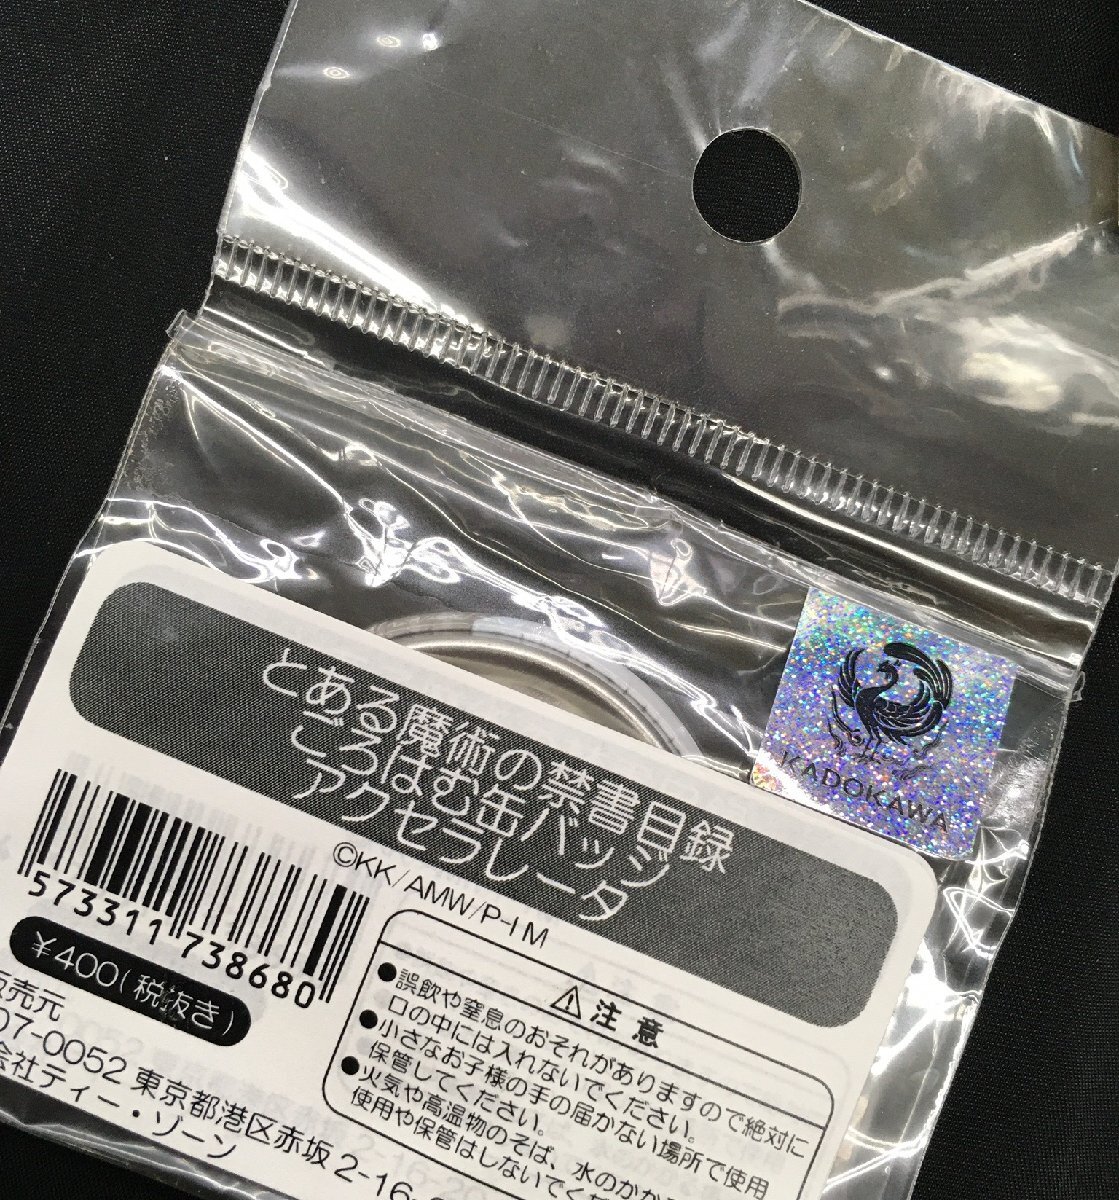 KADOKAWA
とある魔術の禁書目録
ごろはむ缶バッジ
アクセラレータ
©KK/AMW/P-IM
573311 738680
¥400(税抜き)
売元
07-0052 東京都港区赤坂2-16-
会社ティー・ゾーン
⚠注意
●誤飲や窒息のおそれがありますので絶対に
口の中には入れないでください。
●小さなお子様の手の届かない場所で使用
保管してください。
●火気や高温物のそば、水のかか
使用や保管はしないでくだ